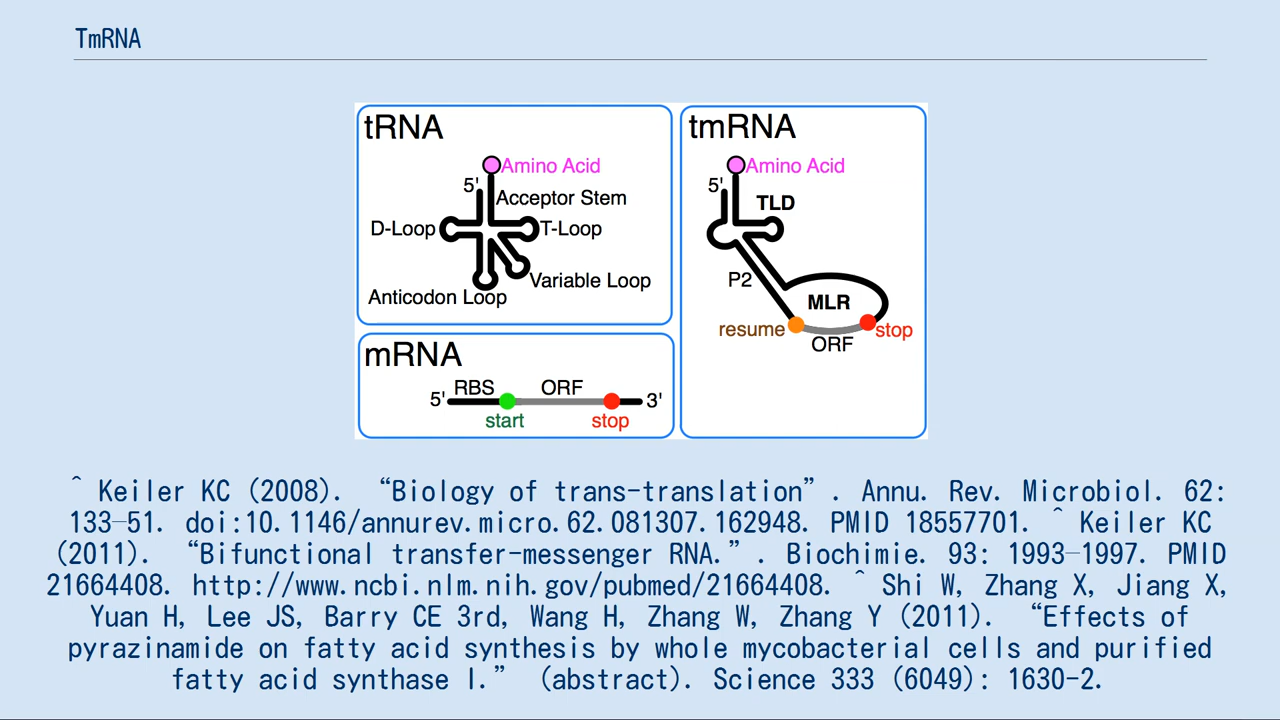 TmRNA
tRNA
Amino Acid
5'
Acceptor Stem
D-Loop
T-Loop
Variable Loop
Anticodon Loop
mRNA
5'
RBS
ORF
3'
start
stop
tmRNA
Amino Acid
5'
TLD
P2
MLR
resume
stop
ORF
^ Keiler KC (2008). “Biology of trans-translation”. Annu. Rev. Microbiol. 62:
133–51. doi:10.1146/annurev.micro.62.081307.162948. PMID 18557701. ^ Keiler KC
(2011). “Bifunctional transfer-messenger RNA.”. Biochimie. 93: 1993–1997. PMID
21664408. http://www.ncbi.nlm.nih.gov/pubmed/21664408. ^ Shi W, Zhang X, Jiang X,
Yuan H, Lee JS, Barry CE 3rd, Wang H, Zhang W, Zhang Y (2011). “Effects of
pyrazinamide on fatty acid synthesis by whole mycobacterial cells and purified
fatty acid synthase I.” (abstract). Science 333 (6049): 1630-2.